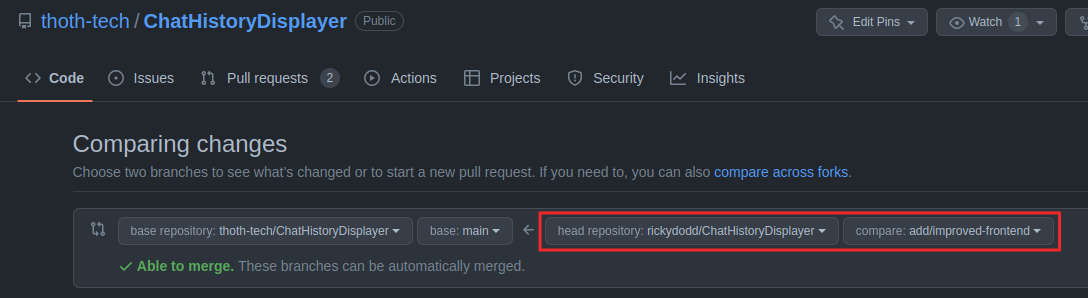 thoth-tech / ChatHistoryDisplayer Public Edit Pins Watch 1
Code Issues Pull requests 2 Actions Projects Security Insights
Comparing changes
Choose two branches to see what's changed or to start a new pull request. If you need to, you can also compare across forks.
base repository: thoth-tech/ChatHistoryDisplayer base: main head repository: rickydodd/ChatHistoryDisplayer compare: add/improved-frontend
Able to merge. These branches can be automatically merged.